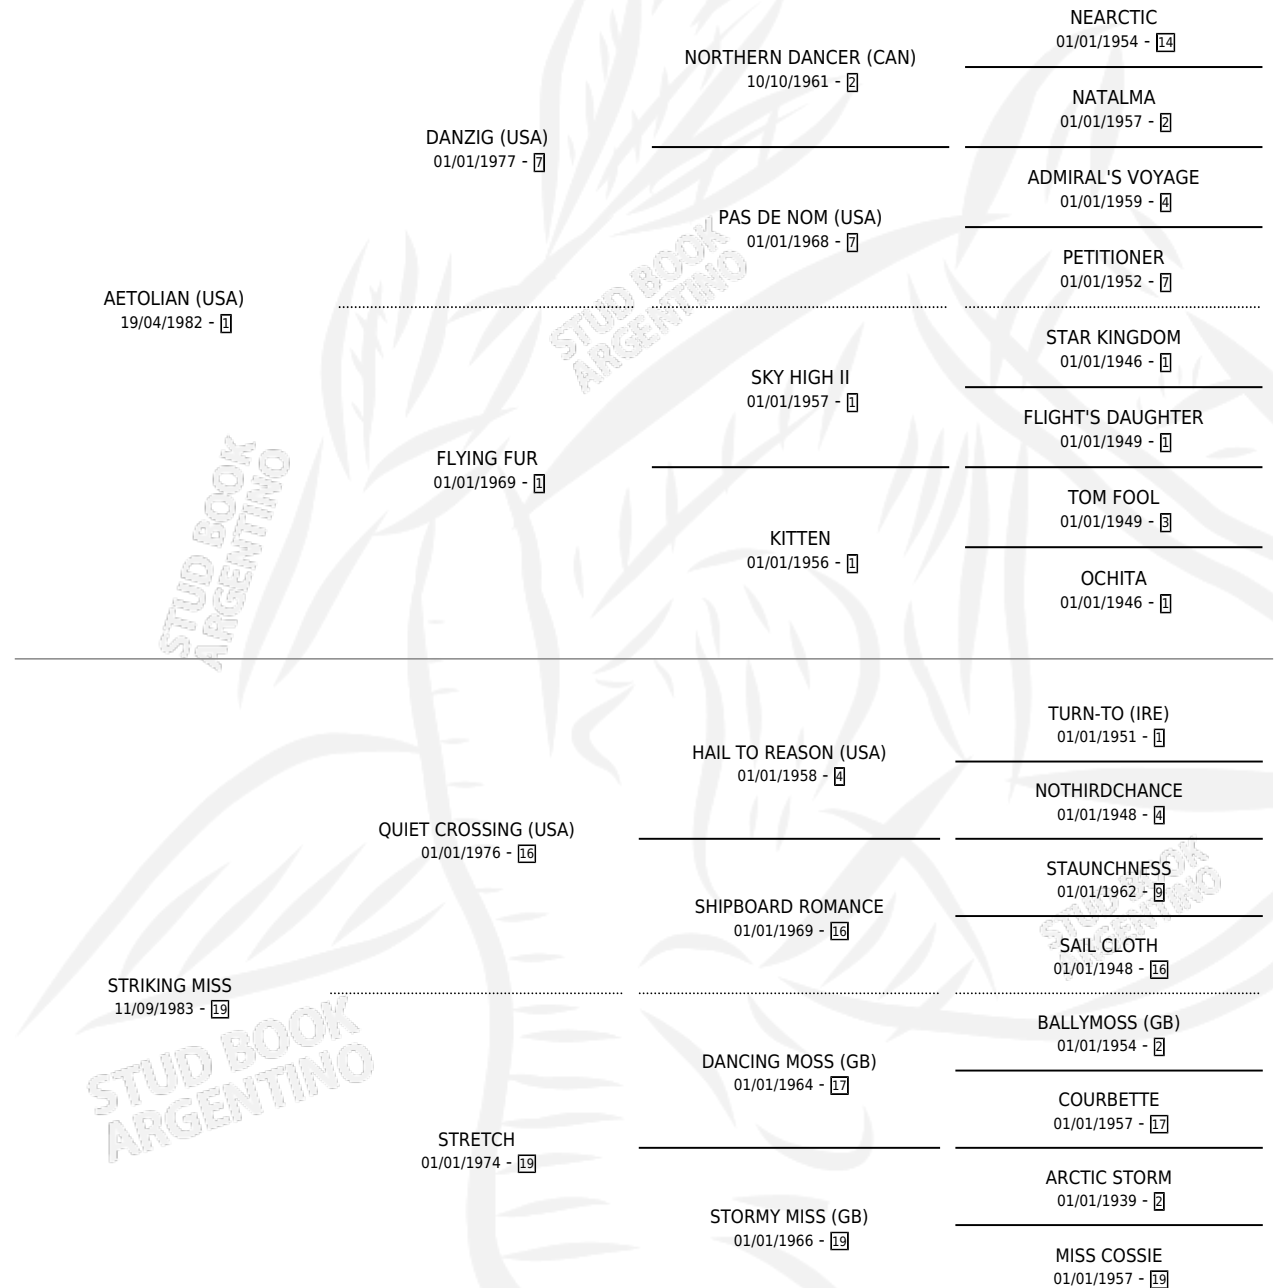 NEARCTIC
01/01/1954 - 14
NORTHERN DANCER (CAN)
10/10/1961 - 2
NATALMA
01/01/1957 - 2
DANZIG (USA)
01/01/1977 - 7
ADMIRAL'S VOYAGE
01/01/1959 - 4
PAS DE NOM (USA)
01/01/1968 - 7
PETITIONER
01/01/1952 - 7
AETOLIAN (USA)
19/04/1982 - 1
STUD BOOK
ARGENTINO
STAR KINGDOM
01/01/1946 - 1
SKY HIGH II
01/01/1957 - 1
FLIGHT'S DAUGHTER
01/01/1949 - 1
FLYING FUR
01/01/1969 - 1
TOM FOOL
01/01/1949 - 3
KITTEN
01/01/1956 - 1
OCHITA
01/01/1946 - 1
STUD BOOK
ARGENTINO
TURN-TO (IRE)
01/01/1951 - 1
HAIL TO REASON (USA)
01/01/1958 - 4
NOTHIRDCHANCE
01/01/1948 - 4
QUIET CROSSING (USA)
01/01/1976 - 16
STAUNCHNESS
01/01/1962 - 9
SHIPBOARD ROMANCE
01/01/1969 - 16
STUD BOOK
ARGENTINO
SAIL CLOTH
01/01/1948 - 16
STRIKING MISS
11/09/1983 - 19
BALLYMOSS (GB)
01/01/1954 - 2
STUD BOOK
ARGENTINO
DANCING MOSS (GB)
01/01/1964 - 17
COURBETTE
01/01/1957 - 17
STRETCH
01/01/1974 - 19
ARCTIC STORM
01/01/1939 - 2
STORMY MISS (GB)
01/01/1966 - 19
MISS COSSIE
01/01/1957 - 19